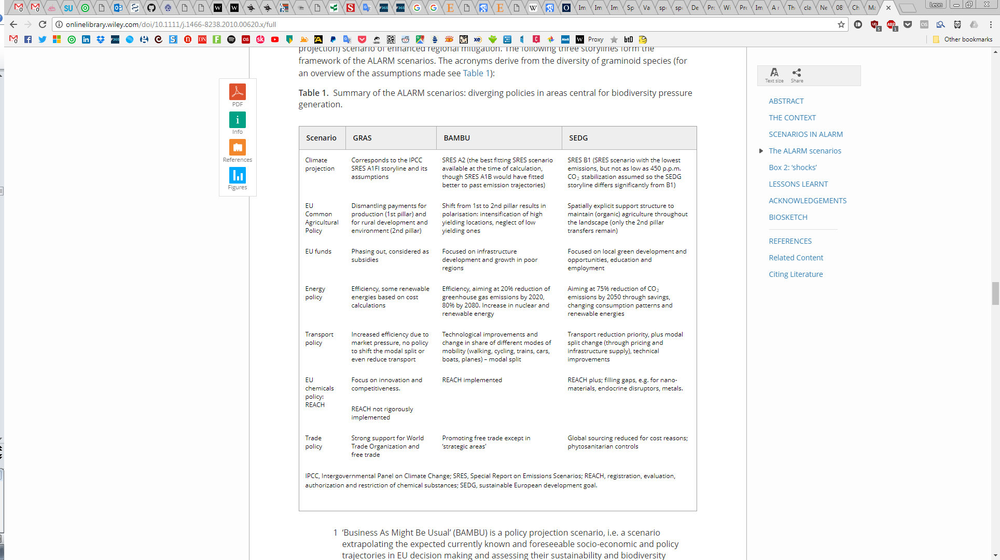 Im
Im
Im
Sp
Va
sp
sp
De
Pr
Wi
Pr
Im
A r
Th
cla
Ne
08
Ch
Ma
Leon
onlinelibrary.wiley.com/doi/10.1111/j.1466-8238.2010.00620.x/full
Proxy
btD
Other bookmarks
projection) scenario of enhanced regional mitigation. The following three storylines form the
framework of the ALARM scenarios. The acronyms derive from the diversity of graminoid species (for
an overview of the assumptions made see Table 1):
Table 1. Summary of the ALARM scenarios: diverging policies in areas central for biodiversity pressure
generation.
PDF
Info
References
Figures
Scenario
GRAS
BAMBU
SEDG
Climate
projection
Corresponds to the IPCC
SRES A1FI storyline and its
assumptions
SRES A2 (the best fitting SRES scenario
available at the time of calculation,
though SRES A1B would have fitted
better to past emission trajectories)
SRES B1 (SRES scenario with the lowest
emissions, but not as low as 450 p.p.m.
CO₂ stabilization assumed so the SEDG
storyline differs significantly from B1)
EU
Common
Agricultural
Policy
Dismantling payments for
production (1st pillar) and
for rural development and
environment (2nd pillar)
Shift from 1st to 2nd pillar results in
polarisation: intensification of high
yielding locations, neglect of low
yielding ones
Spatially explicit support structure to
maintain (organic) agriculture throughout
the landscape (only the 2nd pillar
transfers remain)
EU funds
Phasing out, considered as
subsidies
Focused on infrastructure
development and growth in poor
regions
Focused on local green development and
opportunities, education and
employment
Energy
policy
Efficiency, some renewable
energies based on cost
calculations
Efficiency, aiming at 20% reduction of
greenhouse gas emissions by 2020,
80% by 2080. Increase in nuclear and
renewable energy
Aiming at 75% reduction of CO₂
emissions by 2050 through savings,
changing consumption patterns and
renewable energies
Transport
policy
Increased efficiency due to
market pressure, no policy
to shift the modal split or
even reduce transport
Technological improvements and
change in share of different modes of
mobility (walking, cycling, trains, cars,
boats, planes) – modal split
Transport reduction priority, plus modal
split change (through pricing and
infrastructure supply), technical
improvements
EU
chemicals
policy:
REACH
Focus on innovation and
competitiveness.
REACH not rigorously
implemented
REACH implemented
REACH plus; filling gaps, e.g. for nano-
materials, endocrine disruptors, metals.
Trade
policy
Strong support for World
Trade Organization and
free trade
Promoting free trade except in
‘strategic areas’
Global sourcing reduced for cost reasons;
phytosanitarian controls
IPCC, Intergovernmental Panel on Climate Change; SRES, Special Report on Emissions Scenarios; REACH, registration, evaluation,
authorization and restriction of chemical substances; SEDG, sustainable European development goal.
1 ‘Business As Might Be Usual’ (BAMBU) is a policy projection scenario, i.e. a scenario
extrapolating the expected currently known and foreseeable socio-economic and policy
trajectories in EU decision making and assessing their sustainability and biodiversity
Text size
Share
ABSTRACT
THE CONTEXT
SCENARIOS IN ALARM
The ALARM scenarios
Box 2: ‘shocks’
LESSONS LEARNT
ACKNOWLEDGEMENTS
BIOSKETCH
REFERENCES
Related Content
Citing Literature